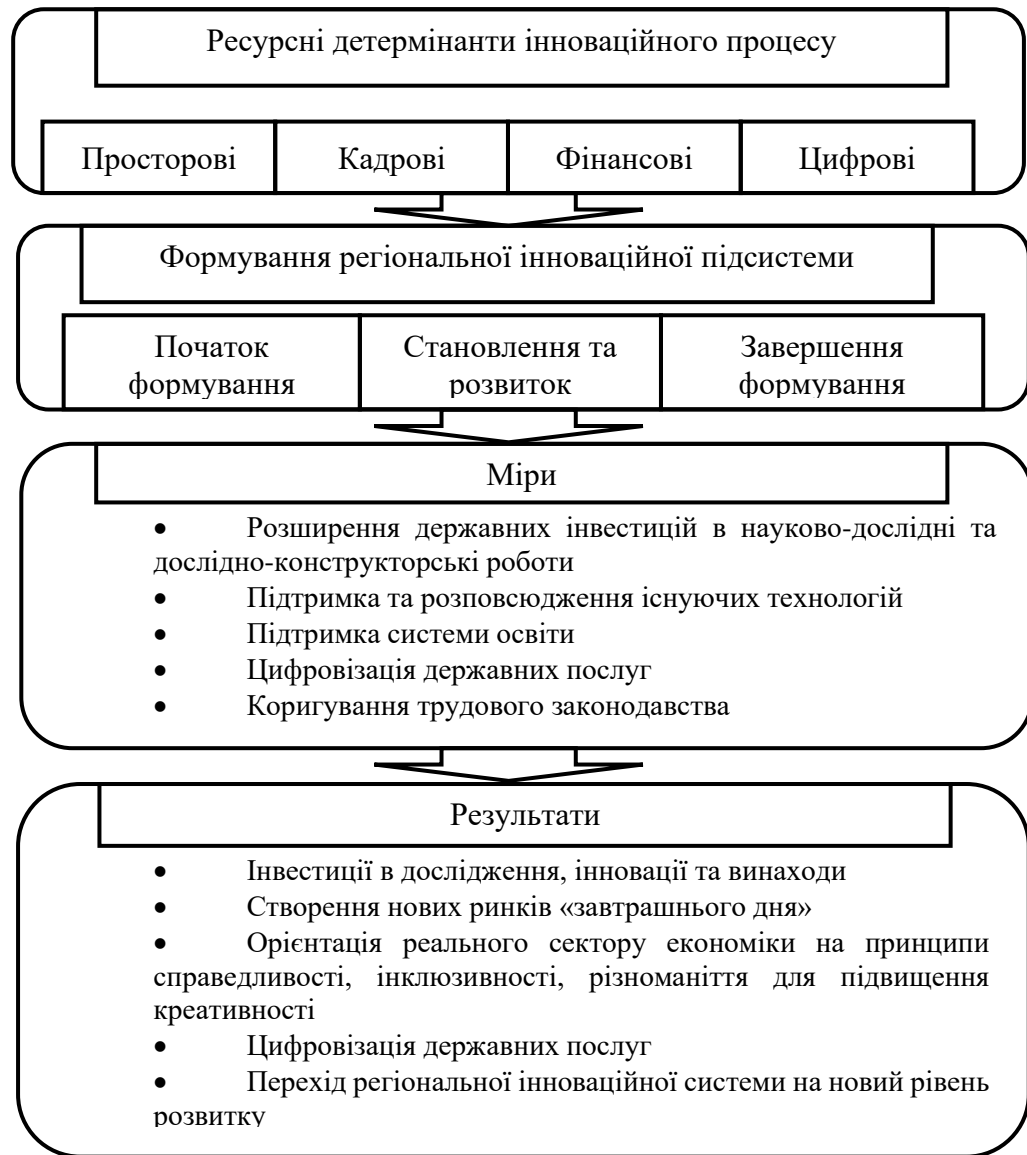 Ресурсні детермінанти інноваційного процесу
Просторові Кадрові Фінансові Цифрові
Формування регіональної інноваційної підсистеми
Початок Становлення та Завершення
формування розвиток формування
Міри
• Розширення державних інвестицій в науково-дослідні та
дослідно-конструкторські роботи
• Підтримка та розповсюдження існуючих технологій
• Підтримка системи освіти
• Цифровізація державних послуг
• Коригування трудового законодавства
Результати
• Інвестиції в дослідження, інновації та винаходи
• Створення нових ринків «завтрашнього дня»
• Орієнтація реального сектору економіки на принципи
справедливості, інклюзивності, різноманіття для підвищення
креативності
• Цифровізація державних послуг
• Перехід регіональної інноваційної системи на новий рівень
розвитку